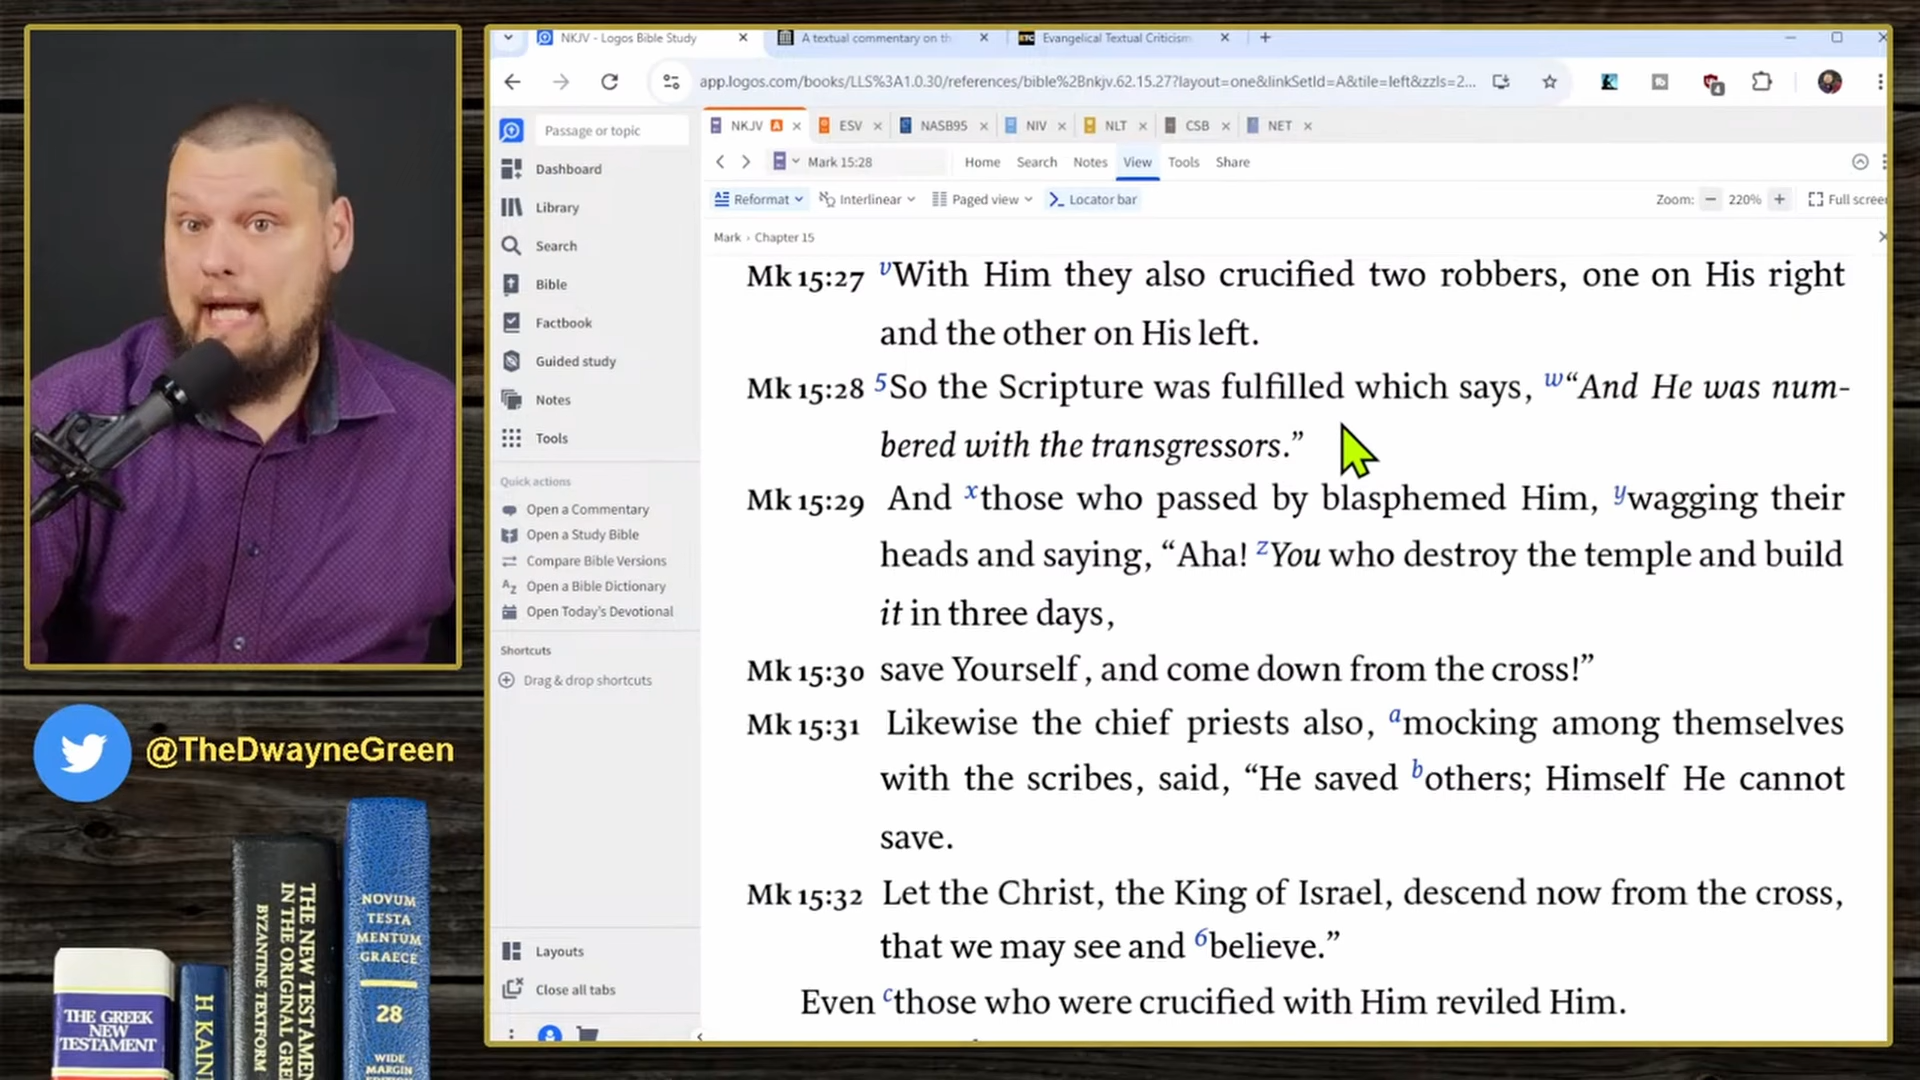 NKJV - Logos Bible Study
A textual commentary on th
Evangelical Textual Criticism
app.logos.com/books/LLS%3A1.0.30/references/bible%2Bnkjv.62.15.27?layout=one&linkSetId=A&tile=left&zzls=2...
Passage or topic
NKJV A
ESV
NASB95
NIV
NLT
CSB
NET
Mark 15:28
Home
Search
Notes
View
Tools
Share
Reformat
Interlinear
Paged view
Locator bar
Zoom:
220%
Full screen
Mark › Chapter 15
Dashboard
Library
Search
Bible
Factbook
Guided study
Notes
Tools
Quick actions
Open a Commentary
Open a Study Bible
Compare Bible Versions
Open a Bible Dictionary
Open Today's Devotional
Shortcuts
Drag & drop shortcuts
Layouts
Close all tabs
Mk 15:27 vWith Him they also crucified two robbers, one on His right
and the other on His left.
Mk 15:28 5So the Scripture was fulfilled which says, w“And He was num-
bered with the transgressors.”
Mk 15:29 And xthose who passed by blasphemed Him, ywagging their
heads and saying, “Aha! zYou who destroy the temple and build
it in three days,
Mk 15:30 save Yourself, and come down from the cross!”
Mk 15:31 Likewise the chief priests also, amocking among themselves
with the scribes, said, “He saved bothers; Himself He cannot
save.
Mk 15:32 Let the Christ, the King of Israel, descend now from the cross,
that we may see and 6believe.”
Even cthose who were crucified with Him reviled Him.
@TheDwayneGreen
THE GREEK
NEW
TESTAMENT
H KAIN
THE NEW TESTAMEN
IN THE ORIGINAL GRE
BYZANTINE TEXTFORM
NOVUM
TESTA
MENTUM
GRAECE
28
WIDE
MARGIN
EDITION